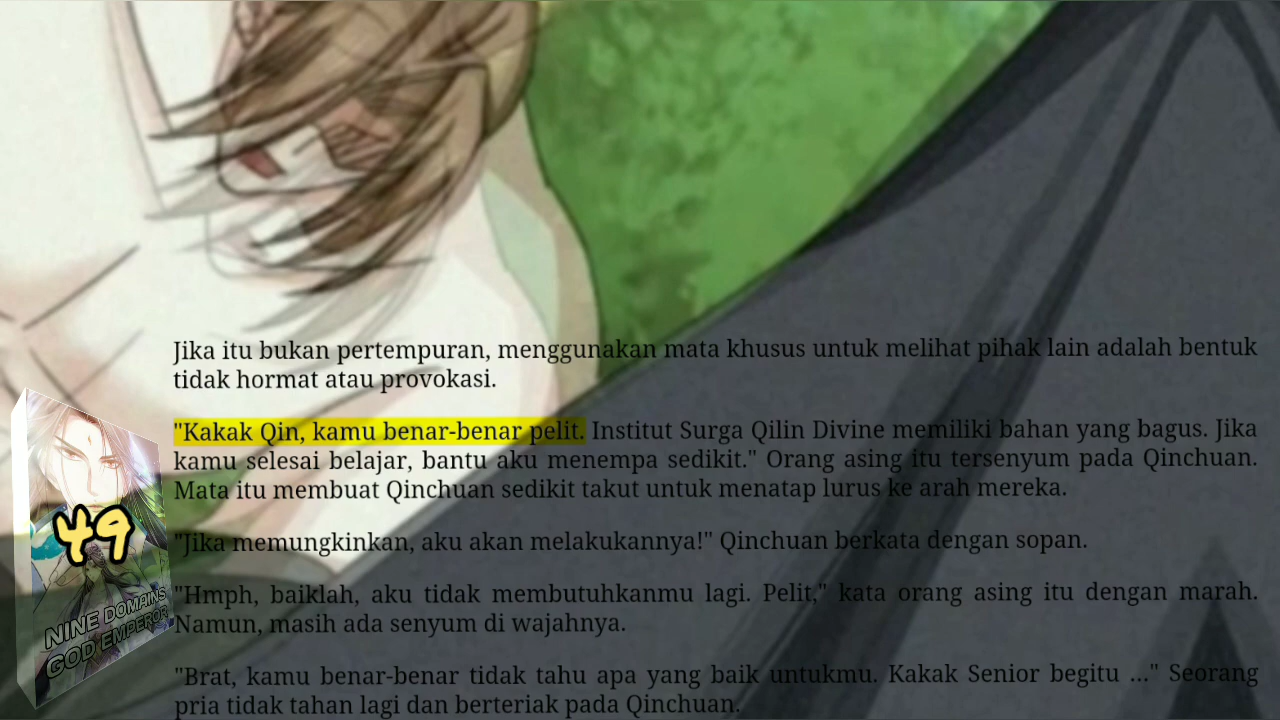 Jika itu bukan pertempuran, menggunakan mata khusus untuk melihat pihak lain adalah bentuk
tidak hormat atau provokasi.
"Kakak Qin, kamu benar-benar pelit. Institut Surga Qilin Divine memiliki bahan yang bagus. Jika
kamu selesai belajar, bantu aku menempa sedikit." Orang asing itu tersenyum pada Qinchuan.
Mata itu membuat Qinchuan sedikit takut untuk menatap lurus ke arah mereka.
"Jika memungkinkan, aku akan melakukannya!" Qinchuan berkata dengan sopan.
"Hmph, baiklah, aku tidak membutuhkanmu lagi. Pelit," kata orang asing itu dengan marah.
Namun, masih ada senyum di wajahnya.
"Brat, kamu benar-benar tidak tahu apa yang baik untukmu. Kakak Senior begitu ..." Seorang
pria tidak tahan lagi dan berteriak pada Qinchuan.
49
NINE DOMAINS
GOD EMPEROR